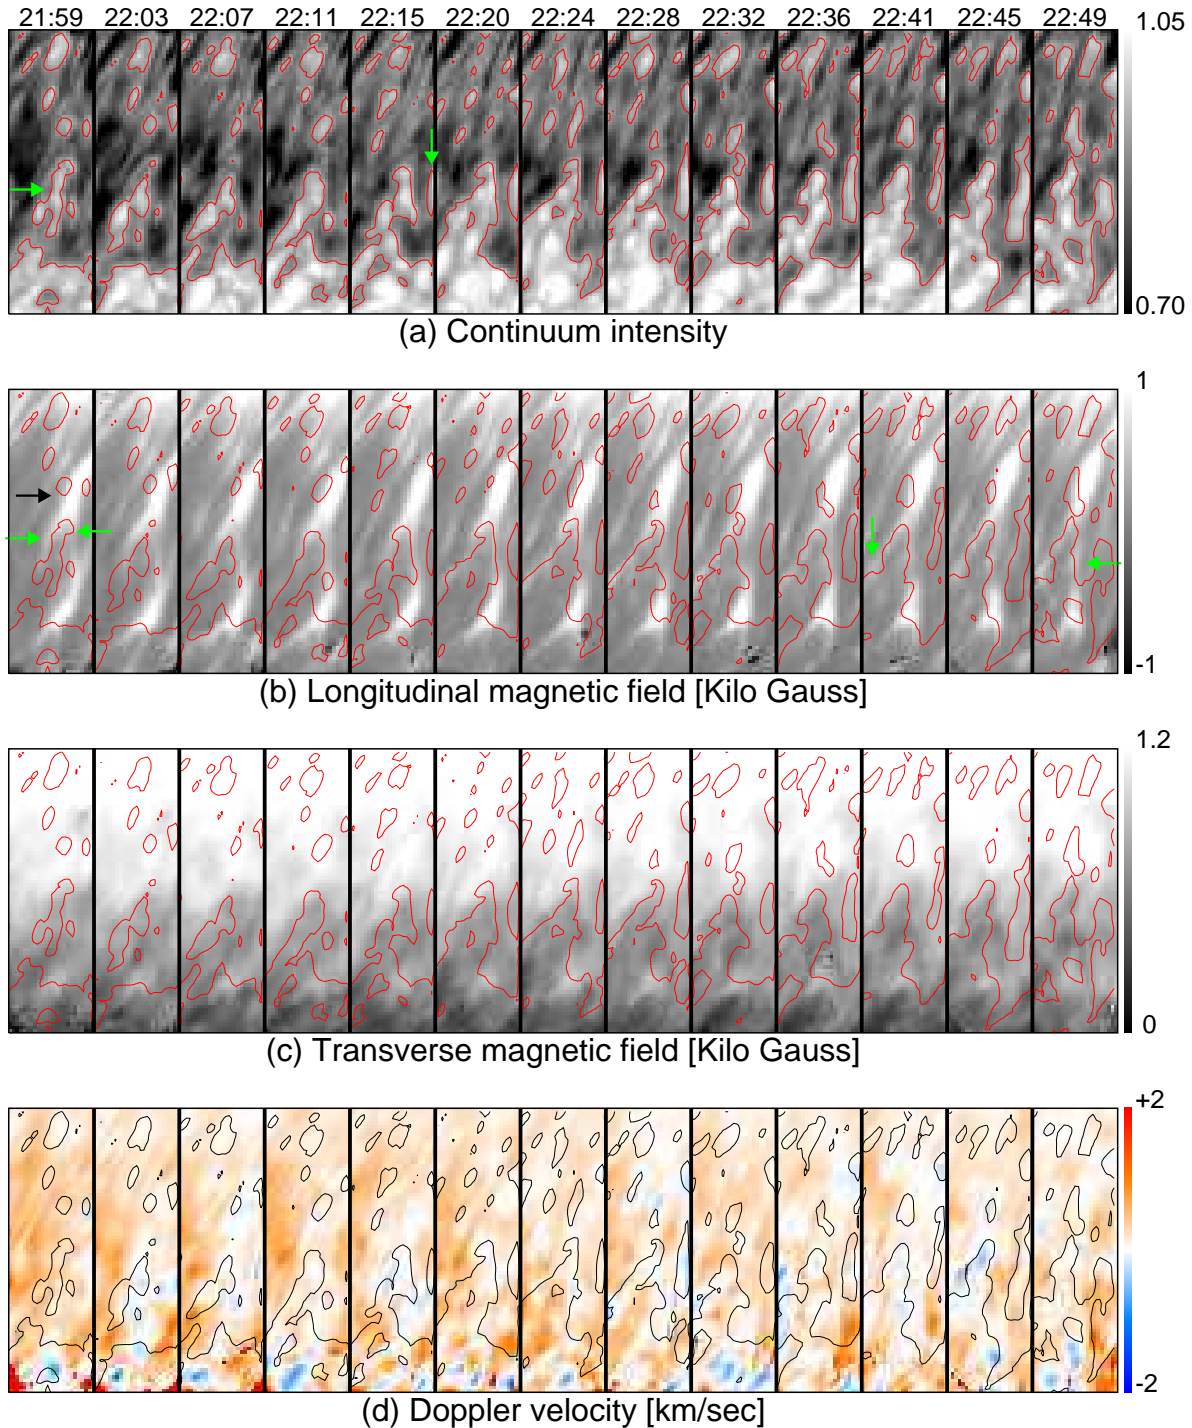 21:59 22:03 22:07 22:11 22:15 22:20 22:24 22:28 22:32 22:36 22:41 22:45 22:49
1.05
0.70
(a) Continuum intensity
1
-1
(b) Longitudinal magnetic field [Kilo Gauss]
1.2
0
(c) Transverse magnetic field [Kilo Gauss]
+2
-2
(d) Doppler velocity [km/sec]